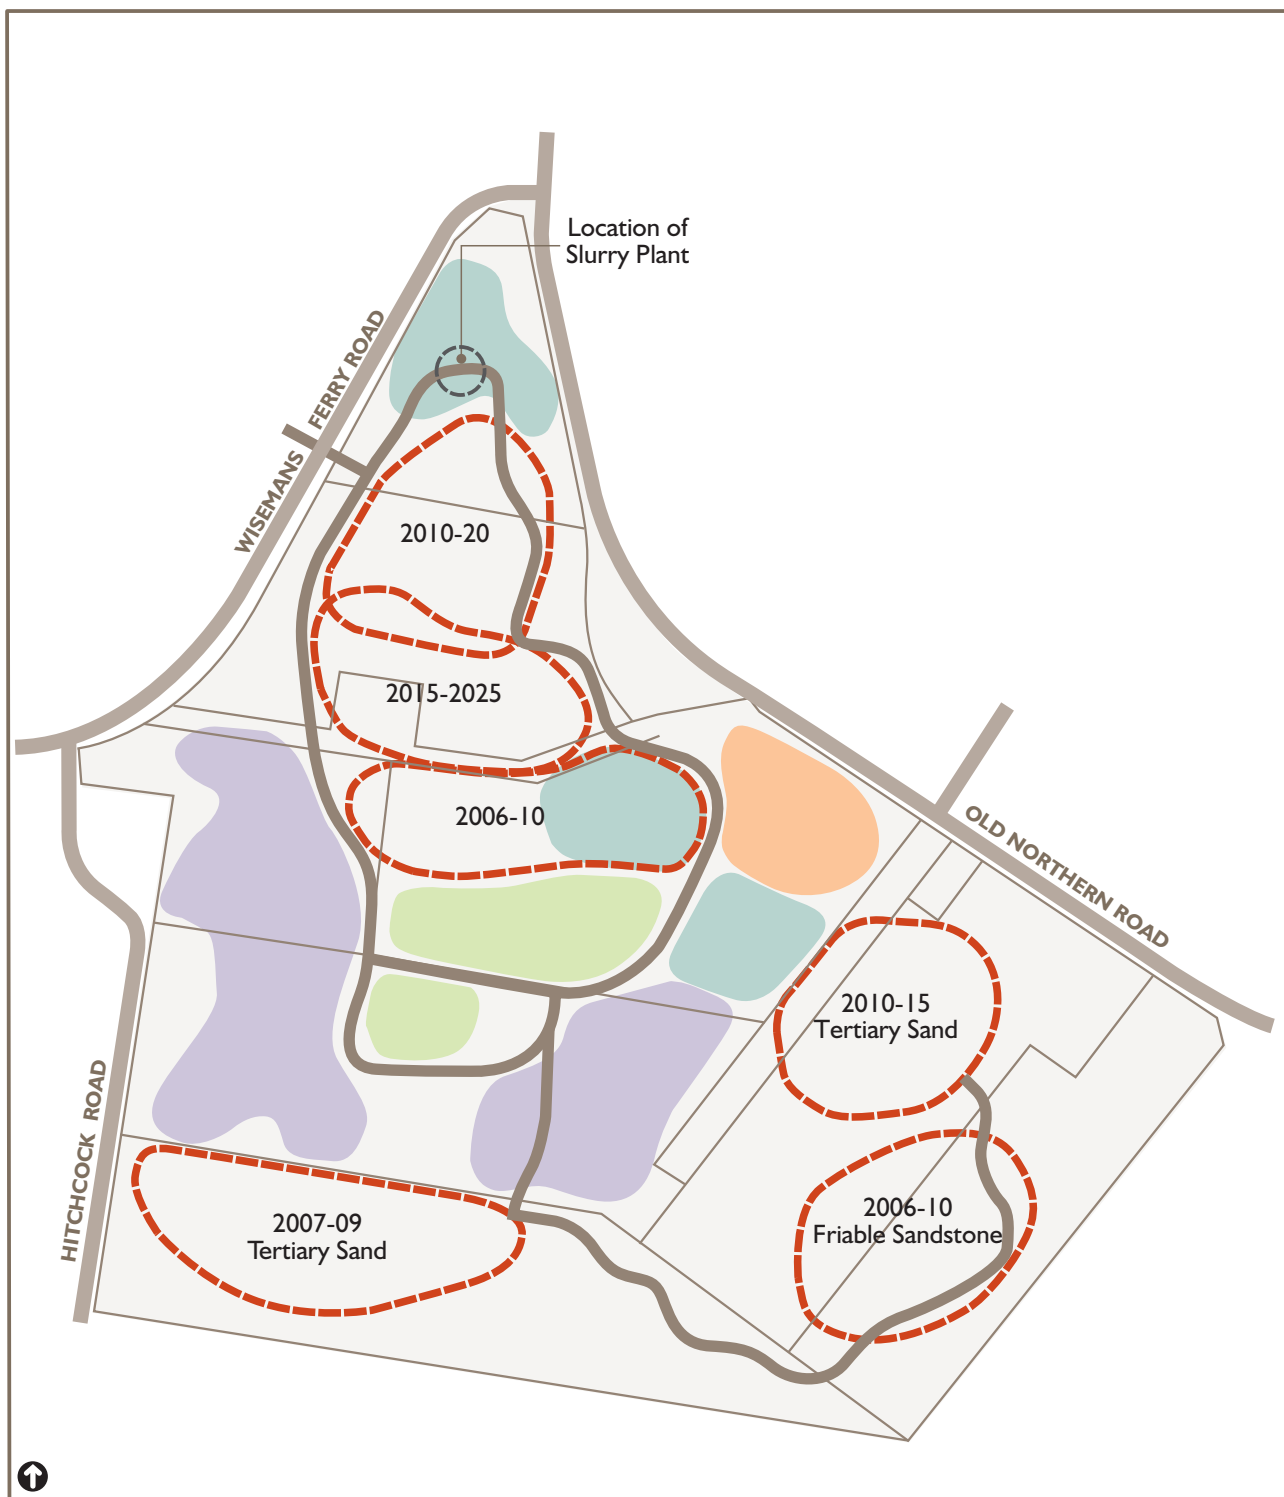 Location of
Slurry Plant
WISEMANS FERRY ROAD
2010-20
2015-2025
2006-10
OLD NORTHERN ROAD
2010-15
Tertiary Sand
HITCHCOCK ROAD
2006-10
Friable Sandstone
2007-09
Tertiary Sand